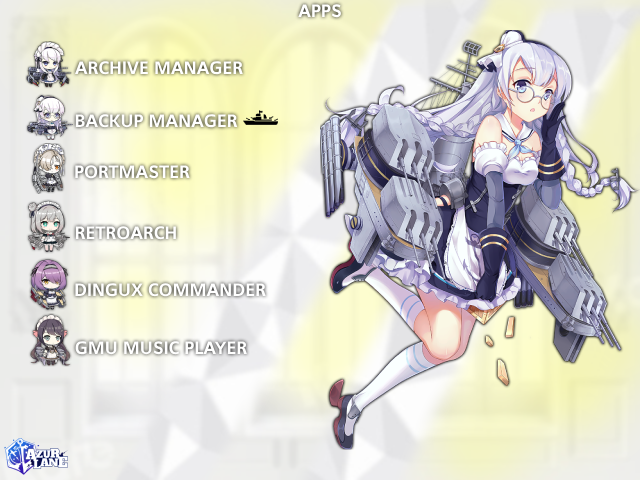 APPS
ARCHIVE MANAGER
BACKUP MANAGER
PORTMASTER
RETROARCH
DINGUX COMMANDER
GMU MUSIC PLAYER
AZUR
LANE